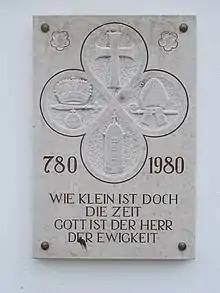 780 1980
WIE KLEIN IST DOCH
DIE ZEIT
GOTT IST DER HERR
DER EWIGKEIT